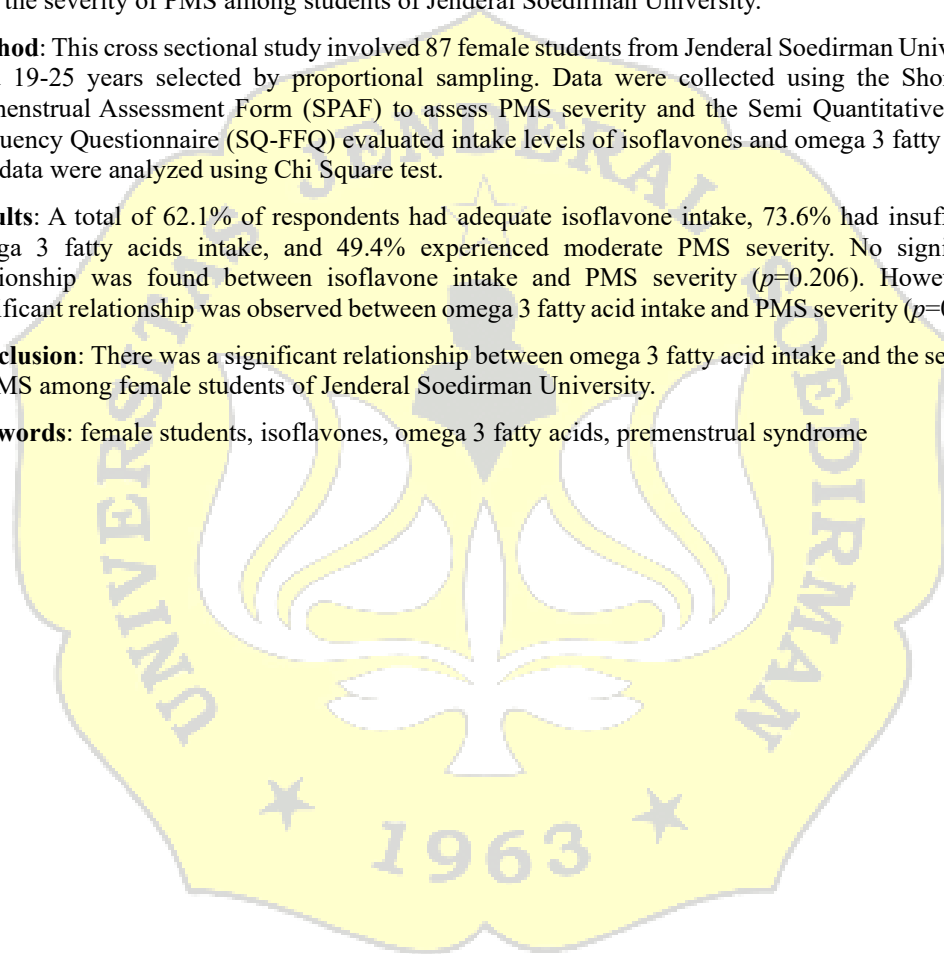 the severity of PMS among students of Jenderal Soedirman University.
hod: This cross sectional study involved 87 female students from Jenderal Soedirman Univ
19-25 years selected by proportional sampling. Data were collected using the Sho
menstrual Assessment Form (SPAF) to assess PMS severity and the Semi Quantitative
uency Questionnaire (SQ-FFQ) evaluated intake levels of isoflavones and omega 3 fatty
data were analyzed using Chi Square test.
ults: A total of 62.1% of respondents had adequate isoflavone intake, 73.6% had insuf
ga 3 fatty acids intake, and 49.4% experienced moderate PMS severity. No signi
ionship was found between isoflavone intake and PMS severity (p=0.206). Howe
ificant relationship was observed between omega 3 fatty acid intake and PMS severity (p=0
clusion: There was a significant relationship between omega 3 fatty acid intake and the se
MS among female students of Jenderal Soedirman University.
words: female students, isoflavones, omega 3 fatty acids, premenstrual syndrome
UNIVERSITAS JENDERAL SOEDIRMAN
1963